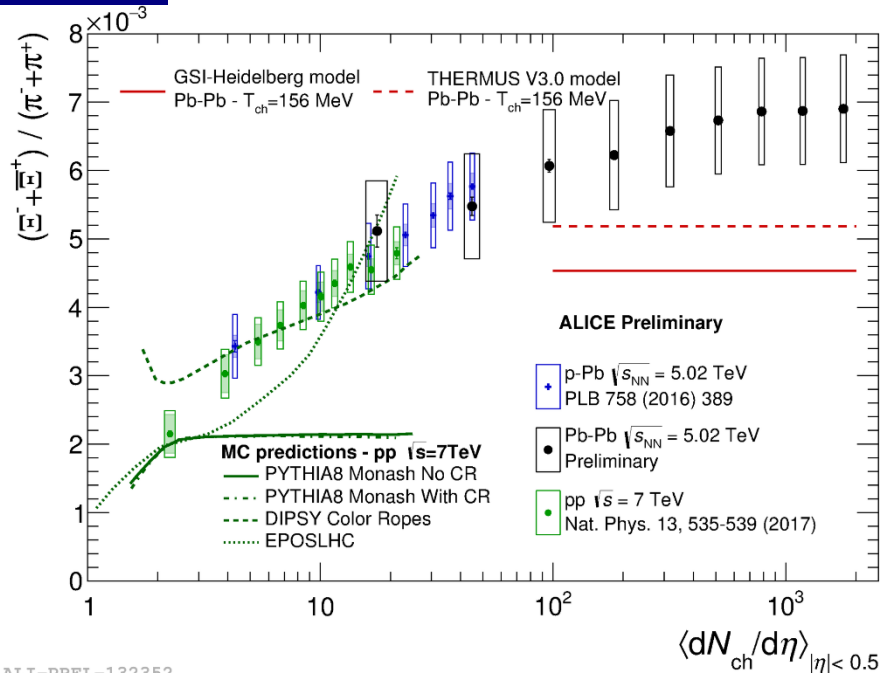 8 ×10⁻³
7
6
5
4
3
2
1
0
(Ξ⁻+Ξ̅⁺) / (π⁻+π⁺)
GSI-Heidelberg model
Pb-Pb - T_ch=156 MeV
THERMUS V3.0 model
Pb-Pb - T_ch=156 MeV
ALICE Preliminary
p-Pb √s_NN = 5.02 TeV
PLB 758 (2016) 389
Pb-Pb √s_NN = 5.02 TeV
Preliminary
pp √s = 7 TeV
Nat. Phys. 13, 535-539 (2017)
MC predictions - pp √s=7TeV
PYTHIA8 Monash No CR
PYTHIA8 Monash With CR
DIPSY Color Ropes
EPOSLHC
1 10 10² 10³
⟨dN_ch/dη⟩_|η|< 0.5